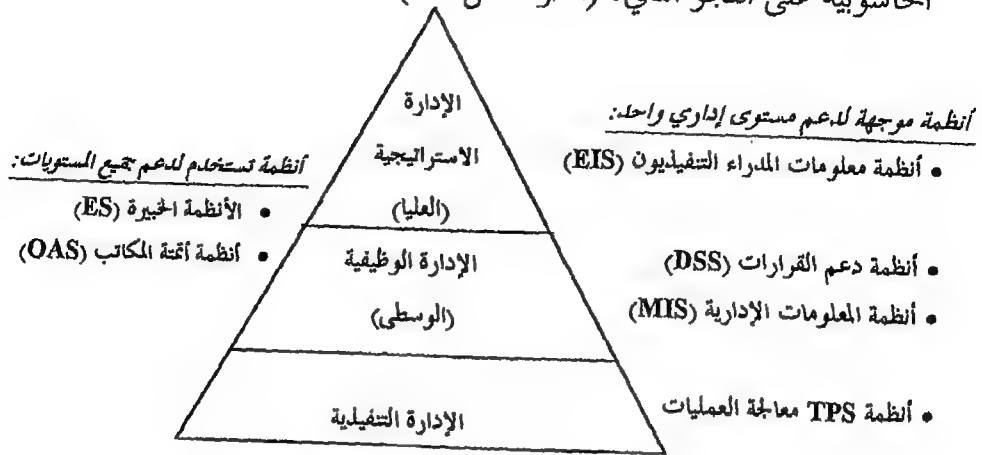 الحاسوبية على
أنظمة موجهة لدعم مستوى إداري واحد:
• أنظمة معلومات المدراء التنفيذيون (EIS)
• أنظمة دعم القرارات (DSS)
• أنظمة المعلومات الإدارية (MIS)
• أنظمة TPS معالجة العمليات
الإدارة
الاستراتيجية
(العليا)
الإدارة الوظيفية
(الوسطى)
الإدارة التنفيذية
أنظمة تستخدم لدعم جميع المستويات:
• الأنظمة الخبيرة (ES)
• أنظمة أتمتة المكاتب (OAS)